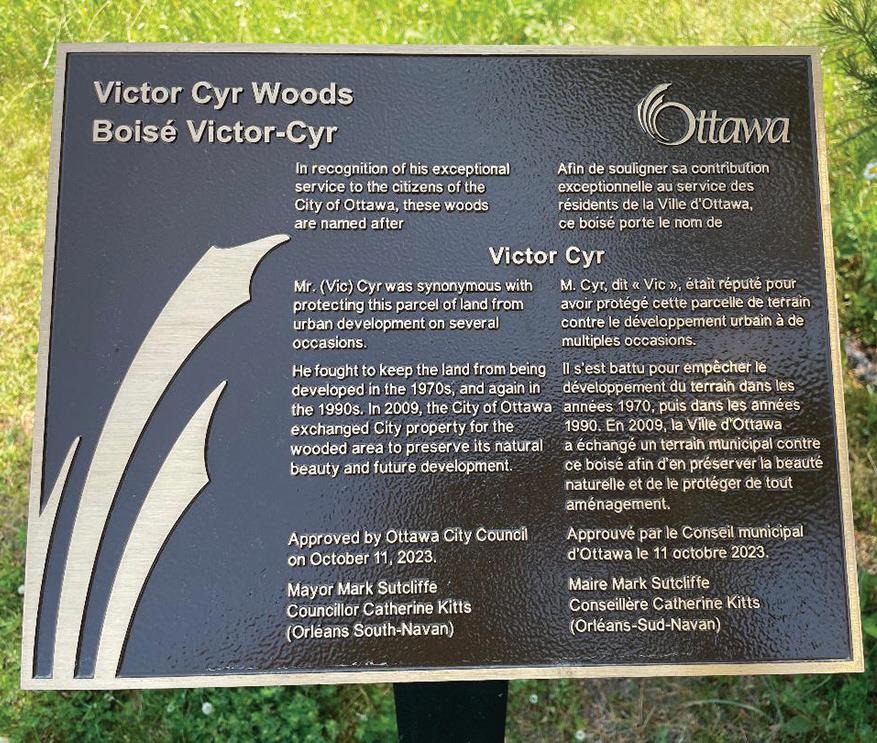 Victor Cyr Woods
Boisé Victor-Cyr
Ottawa
In recognition of his exceptional
service to the citizens of the
City of Ottawa, these woods
are named after
Afin de souligner sa contribution
exceptionnelle au service des
résidents de la Ville d'Ottawa,
ce boisé porte le nom de
Victor Cyr
Mr. (Vic) Cyr was synonymous with
protecting this parcel of land from
urban development on several
occasions.
He fought to keep the land from being
developed in the 1970s, and again in
the 1990s. In 2009, the City of Ottawa
exchanged City property for the
wooded area to preserve its natural
beauty and future development.
Approved by Ottawa City Council
on October 11, 2023.
Mayor Mark Sutcliffe
Councillor Catherine Kitts
(Orléans South-Navan)
M. Cyr, dit « Vic », était réputé pour
avoir protégé cette parcelle de terrain
contre le développement urbain à de
multiples occasions.
Il s'est battu pour empêcher le
développement du terrain dans les
années 1970, puis dans les années
1990. En 2009, la Ville d'Ottawa
a échangé un terrain municipal contre
ce boisé afin d'en préserver la beauté
naturelle et de le protéger de tout
aménagement.
Approuvé par le Conseil municipal
d'Ottawa le 11 octobre 2023.
Maire Mark Sutcliffe
Conseillère Catherine Kitts
(Orléans-Sud-Navan)